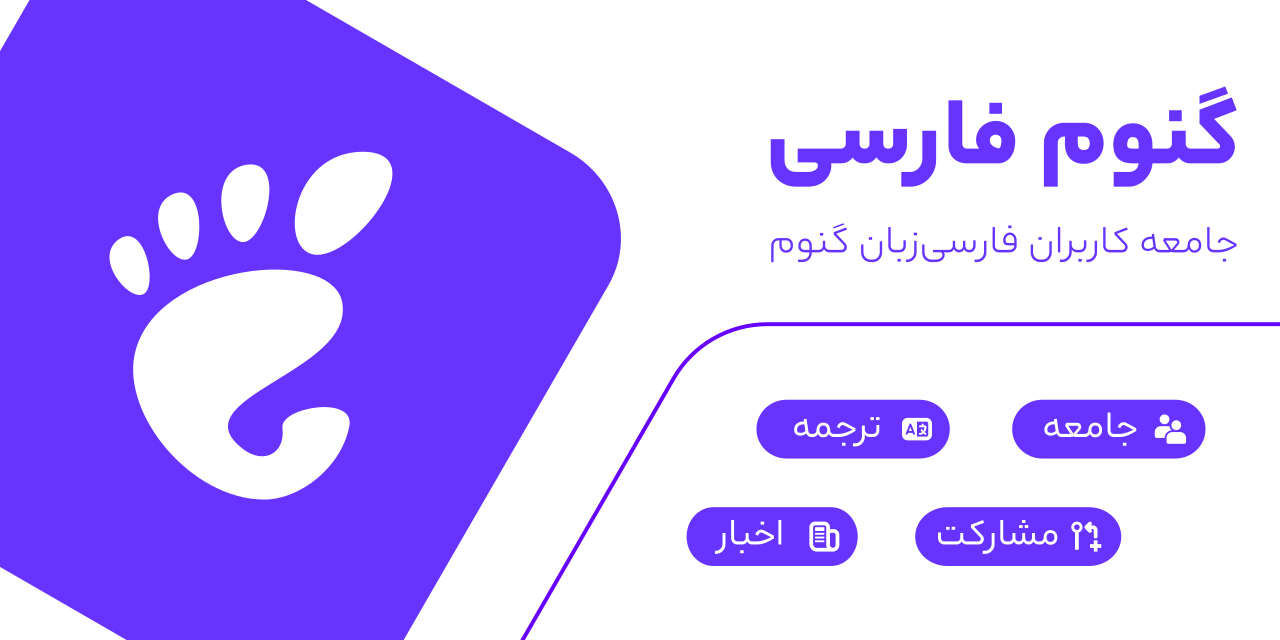 گنوم فارسی
جامعه کاربران فارسی‌زبان گنوم
جامعه
ترجمه
مشارکت
اخبار